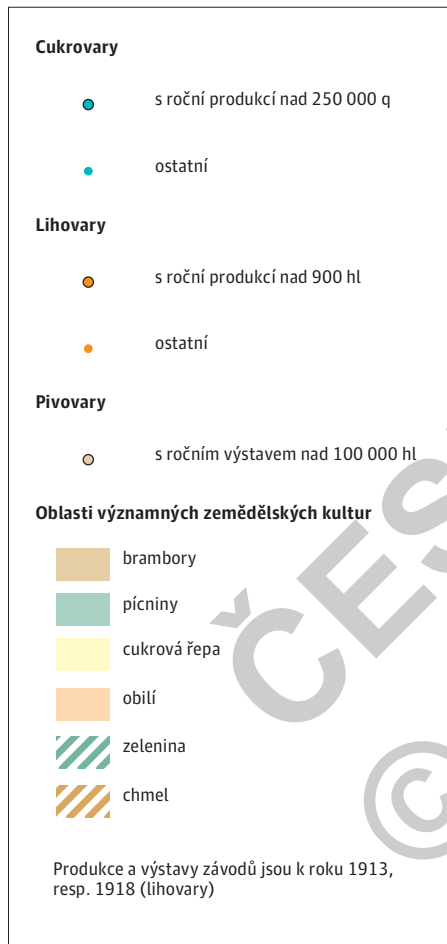 Cukrovary
s roční produkcí nad 250 000 q
ostatní
Lihovary
s roční produkcí nad 900 hl
ostatní
Pivovary
s ročním výstavem nad 100 000 hl
Oblasti významných zemědělských kultur
brambory
pícniny
cukrová řepa
obilí
zelenina
chmel
Produkce a výstavy závodů jsou k roku 1913,
resp. 1918 (lihovary)
©
ČES